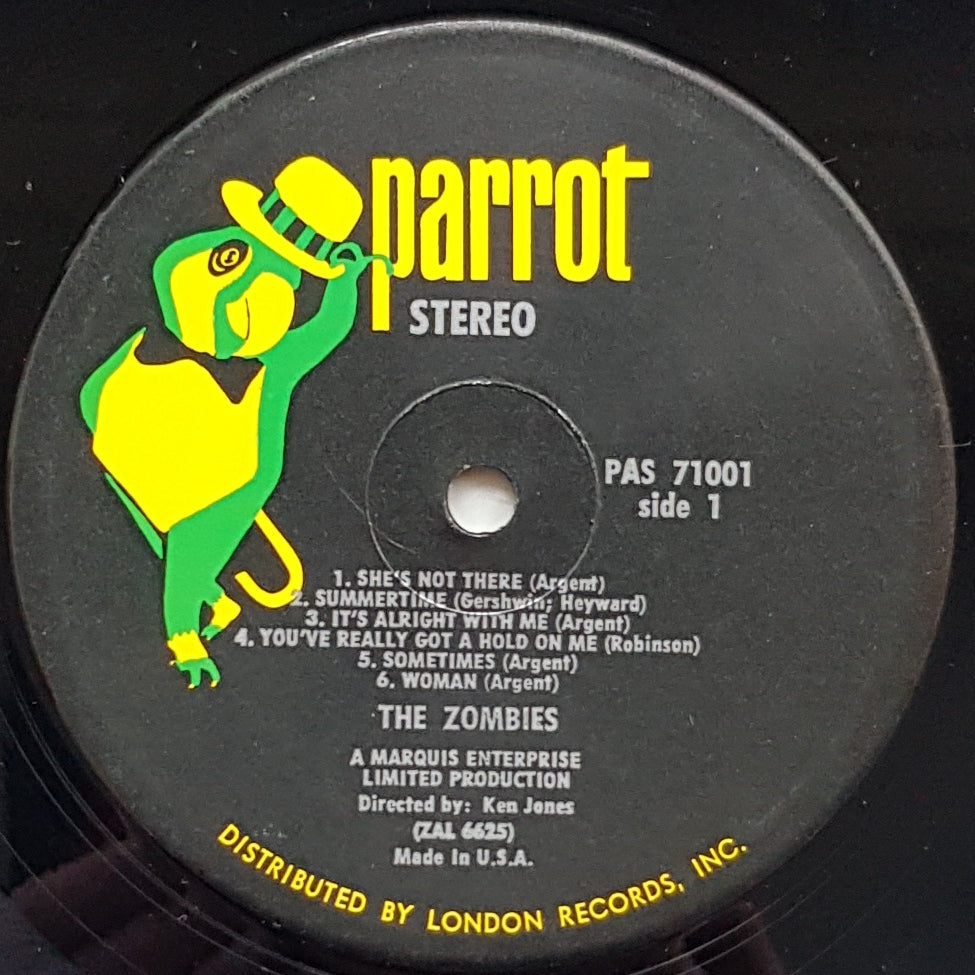 parrot
STEREO
PAS 71001
side 1
1. SHE'S NOT THERE (Argent)
2. SUMMERTIME (Gershwin; Heyward)
3. IT'S ALRIGHT WITH ME (Argent)
4. YOU'VE REALLY GOT A HOLD ON ME (Robinson)
5. SOMETIMES (Argent)
6. WOMAN (Argent)
THE ZOMBIES
A MARQUIS ENTERPRISE
LIMITED PRODUCTION
Directed by: Ken Jones
(ZAL 6625)
Made In U.S.A.
DISTRIBUTED BY LONDON RECORDS, INC.